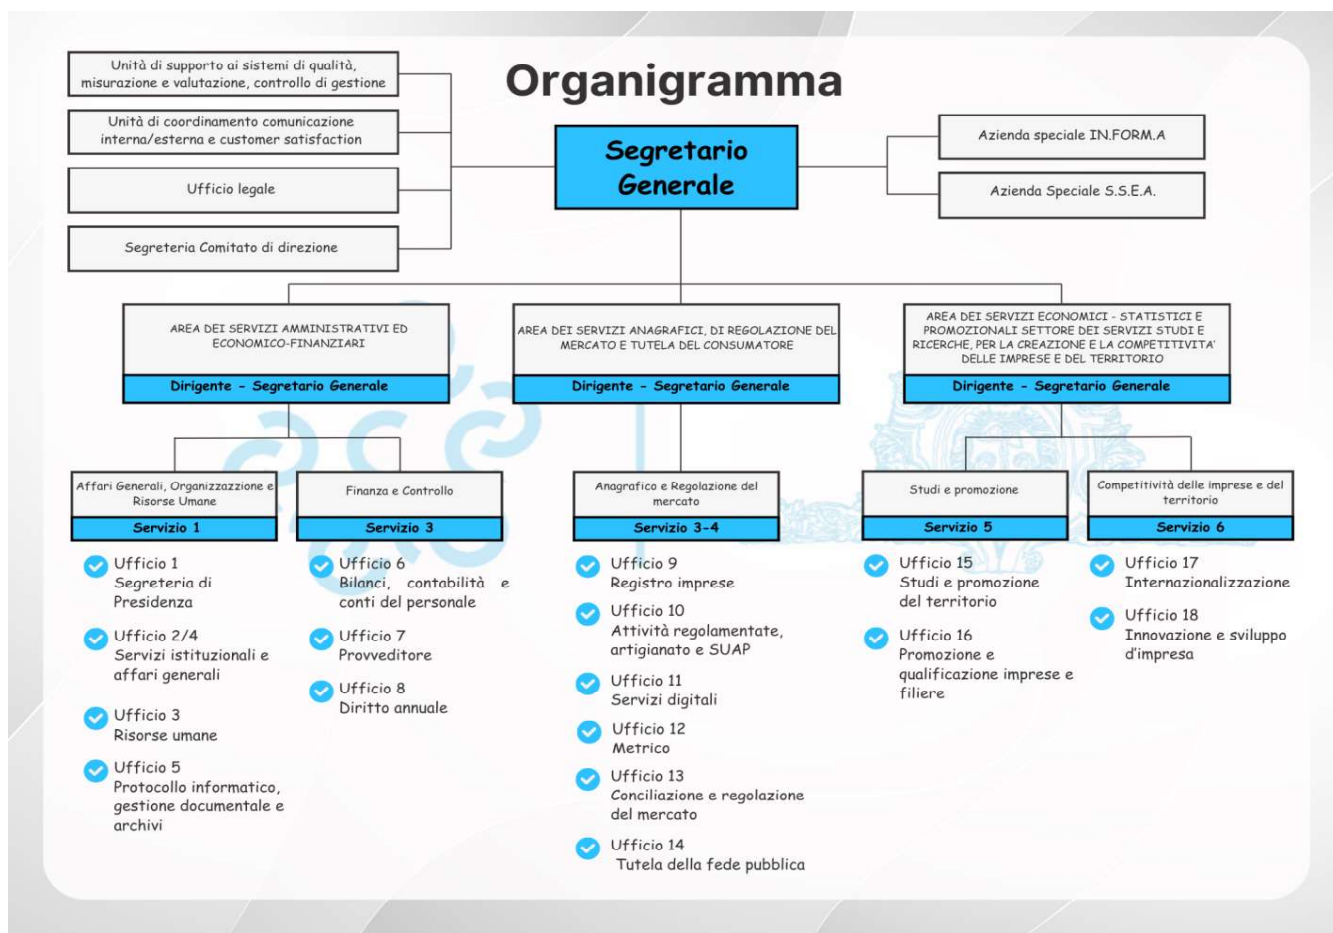 Organigramma
Unità di supporto ai sistemi di qualità,
misurazione e valutazione, controllo di gestione
Unità di coordinamento comunicazione
interna/esterna e customer satisfaction
Ufficio legale
Segreteria Comitato di direzione
Segretario
Generale
Azienda speciale IN.FORM.A
Azienda Speciale S.S.E.A.
AREA DEI SERVIZI AMMINISTRATIVI ED
ECONOMICO-FINANZIARI
Dirigente - Segretario Generale
AREA DEI SERVIZI ANAGRAFICI, DI REGOLAZIONE DEL
MERCATO E TUTELA DEL CONSUMATORE
Dirigente - Segretario Generale
AREA DEI SERVIZI ECONOMICI - STATISTICI E
PROMOZIONALI SETTORE DEI SERVIZI STUDI E
RICERCHE, PER LA CREAZIONE E LA COMPETITIVITA'
DELLE IMPRESE E DEL TERRITORIO
Dirigente - Segretario Generale
Affari Generali, Organizzazzione e
Risorse Umane
Servizio 1
Ufficio 1
Segreteria di
Presidenza
Ufficio 2/4
Servizi istituzionali e
affari generali
Ufficio 3
Risorse umane
Ufficio 5
Protocollo informatico,
gestione documentale e
archivi
Finanza e Controllo
Servizio 3
Ufficio 6
Bilanci, contabilità e
conti del personale
Ufficio 7
Provveditore
Ufficio 8
Diritto annuale
Anagrafico e Regolazione del
mercato
Servizio 3-4
Ufficio 9
Registro imprese
Ufficio 10
Attività regolamentate,
artigianato e SUAP
Ufficio 11
Servizi digitali
Ufficio 12
Metrico
Ufficio 13
Conciliazione e regolazione
del mercato
Ufficio 14
Tutela della fede pubblica
Studi e promozione
Servizio 5
Ufficio 15
Studi e promozione
del territorio
Ufficio 16
Promozione e
qualificazione imprese e
filiere
Competitività delle imprese e del
territorio
Servizio 6
Ufficio 17
Internazionalizzazione
Ufficio 18
Innovazione e sviluppo
d'impresa